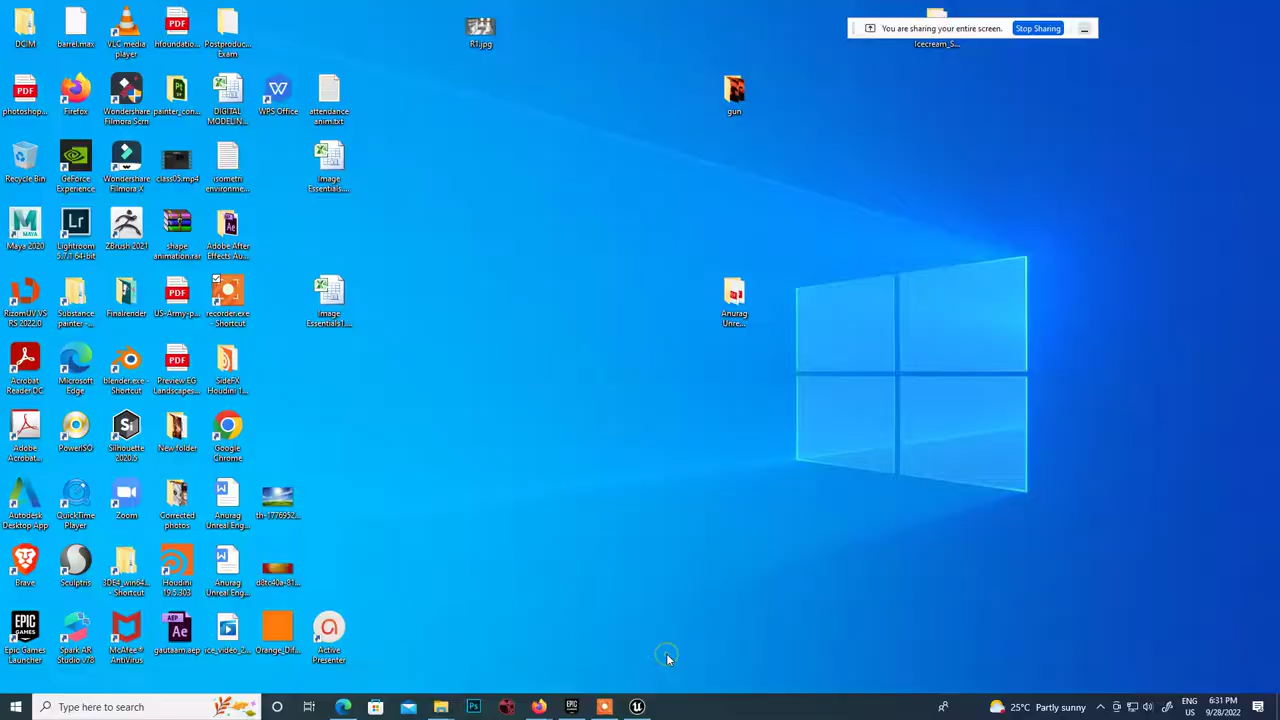 You are sharing your entire screen.
Stop Sharing
DCIM
barrel.max
VLC media
player
hfoundatio...
Postproduc...
Exam
R1.jpg
Icecream_S...
photoshop...
Firefox
Wondershare
Filmora Scrn
painter_con...
DIGITAL
MODELIN...
WPS Office
attendance
anim.txt
gun
Recycle Bin
GeForce
Experience
Wondershare
Filmora X
class05.mp4
isometri
environme...
Image
Essentials....
Maya 2020
Lightroom
5.7.1 64-bit
ZBrush 2021
shape
animation.rar
Adobe After
Effects Au...
RizomUV VS
RS 2022.0
Substance
painter -...
Finalrender
US-Army-p...
recorder.exe
- Shortcut
Image
Essentials1...
Anurag
Unre...
Acrobat
Reader DC
Microsoft
Edge
blender.exe -
Shortcut
Preview EG
Landscapes...
SideFX
Houdini 1...
Adobe
Acrobat...
PowerISO
Silhouette
2020.5
New folder
Google
Chrome
Autodesk
Desktop App
QuickTime
Player
Zoom
Corrected
photos
Anurag
Unreal Eng...
th-1776952...
Brave
Sculptris
3DE4_win64...
- Shortcut
Houdini
19.5.303
Anurag
Unreal Eng...
d8tc40a-81...
Epic Games
Launcher
Spark AR
Studio v78
McAfee®
AntiVirus
gautaam.aep
ice_video_2...
Orange_Dif...
Active
Presenter
Type here to search
25°C Partly sunny
ENG
US
6:31 PM
9/28/2022